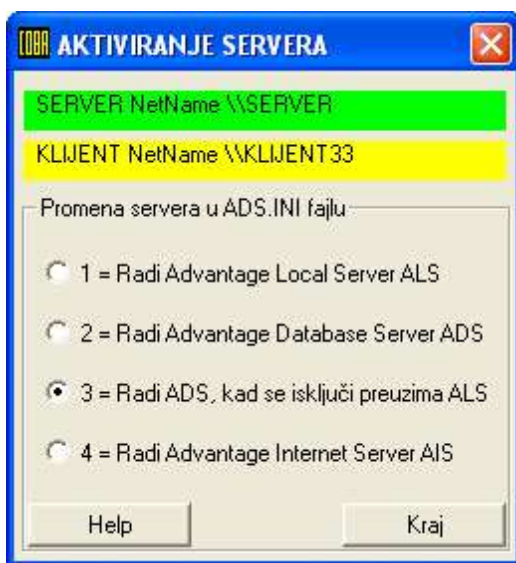 COBA AKTIVIRANJE SERVERA
SERVER NetName \\SERVER
KLIJENT NetName \\KLIJENT33
Promena servera u ADS.INI fajlu
1 = Radi Advantage Local Server ALS
2 = Radi Advantage Database Server ADS
3 = Radi ADS, kad se isključi preuzima ALS
4 = Radi Advantage Internet Server AIS
Help Kraj